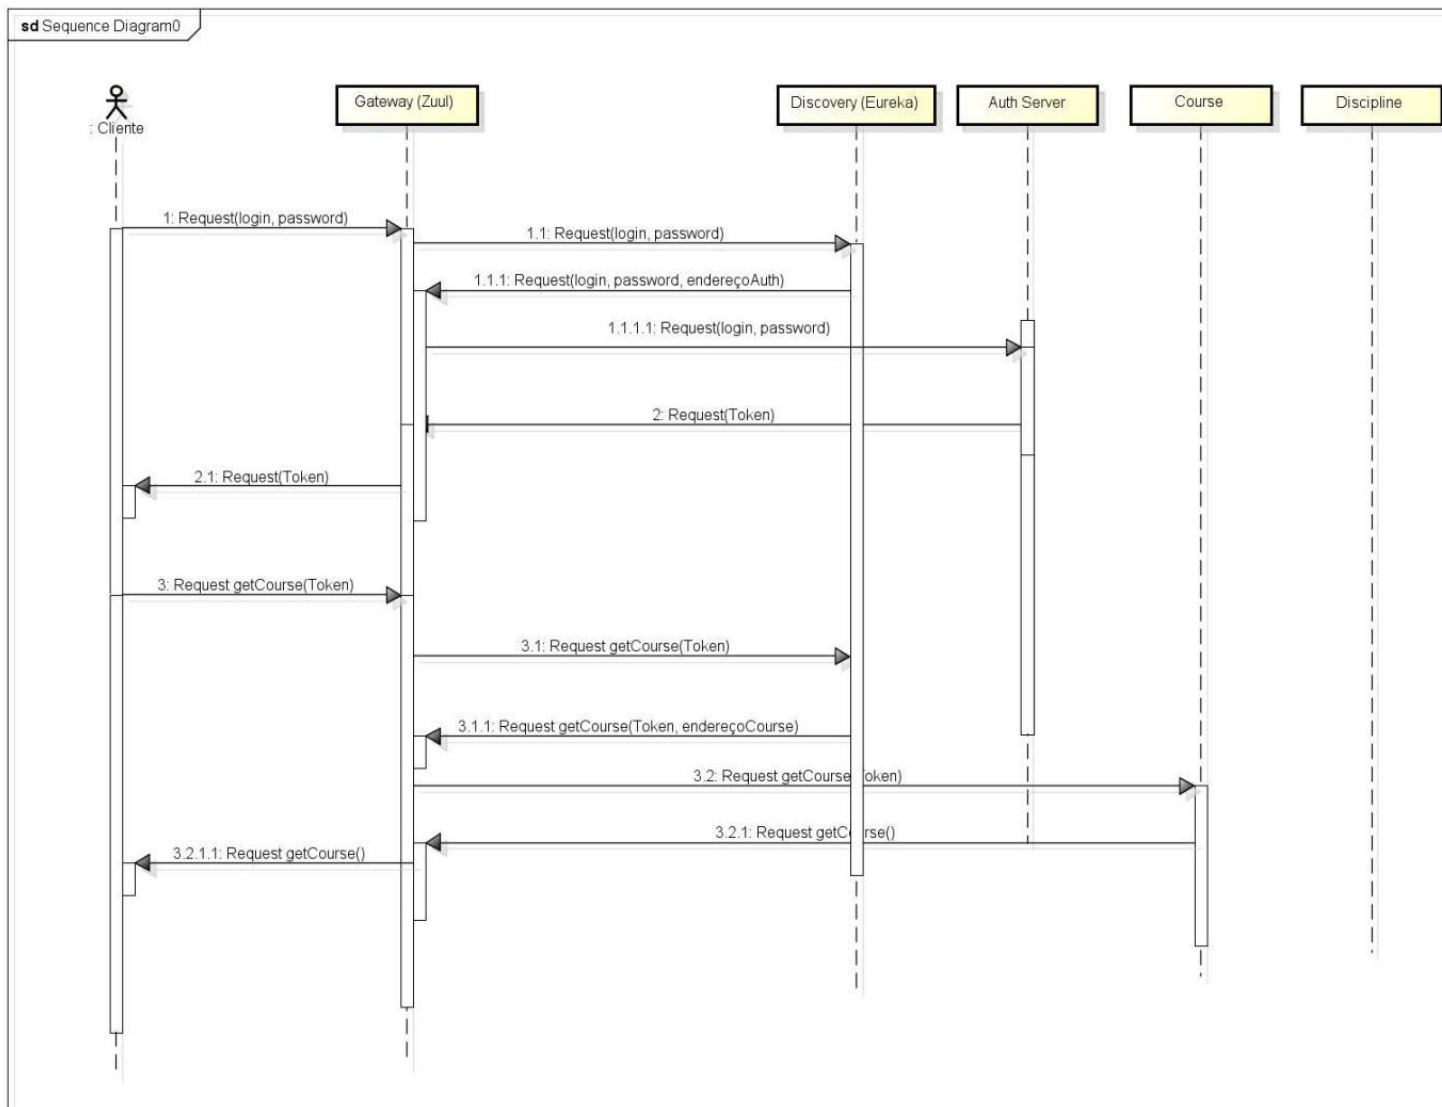 sd Sequence Diagram0
: Cliente
Gateway (Zuul)
Discovery (Eureka)
Auth Server
Course
Discipline
1: Request(login, password)
1.1: Request(login, password)
1.1.1: Request(login, password, endereçoAuth)
1.1.1.1: Request(login, password)
2: Request(Token)
2.1: Request(Token)
3: Request getCourse(Token)
3.1: Request getCourse(Token)
3.1.1: Request getCourse(Token, endereçoCourse)
3.2: Request getCourse(Token)
3.2.1: Request getCourse()
3.2.1.1: Request getCourse()